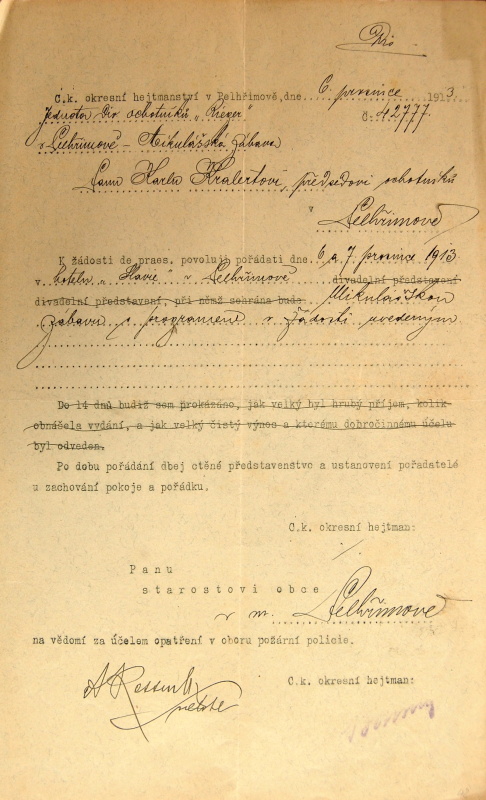 C.k. okresní hejtmanství v Pelhřimově, dne 6. prosince 1913.
Jednota div. ochotníků "Rieger" Č: 42777
v Pelhřimově - Mikulášská zábava
Panu Karlu Kralertovi, předsedovi ochotníků
v Pelhřimově
K žádosti de praes. povoluji pořádati dne 6 a 7 prosince 1913
v hotelu "Slavie" v Pelhřimově divadelní představení
divadelní představení, při němž sehrána bude Mikulášskou
zábavu s programem v žádosti uvedeným
Do 14 dnů budiž sem prokázáno, jak velký byl hrubý příjem, kolik
obnášela vydání, a jak velký čistý výnos a kterému dobročinnému účelu
byl odveden.
Po dobu pořádání dbej ctěné představenstvo a ustanovení pořadatelé
u zachování pokoje a pořádku.
C.k. okresní hejtman:
Panu
starostovi obce
v m. Pelhřimově
na vědomí za účelem opatření v oboru požární policie.
C.k. okresní hejtman: